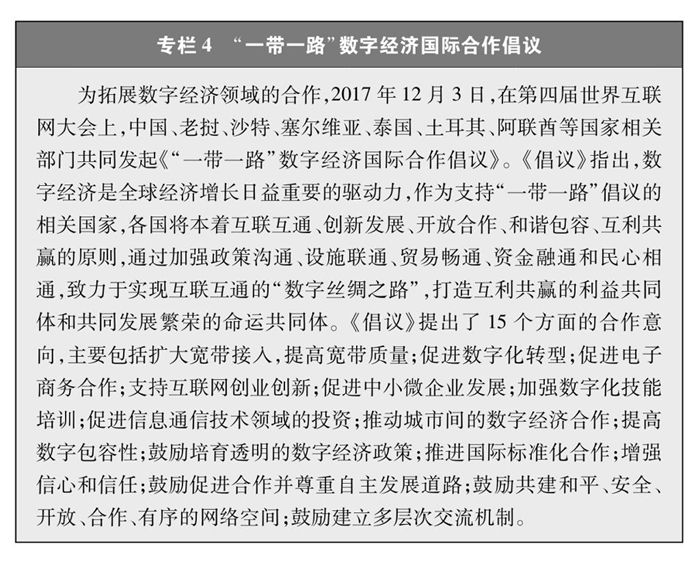 专栏4 “一带一路”数字经济国际合作倡议
为拓展数字经济领域的合作,2017年12月3日,在第四届世界互联
网大会上,中国、老挝、沙特、塞尔维亚、泰国、土耳其、阿联酋等国家相关
部门共同发起《“一带一路”数字经济国际合作倡议》。《倡议》指出,数
字经济是全球经济增长日益重要的驱动力,作为支持“一带一路”倡议的
相关国家,各国将本着互联互通、创新发展、开放合作、和谐包容、互利共
赢的原则,通过加强政策沟通、设施联通、贸易畅通、资金融通和民心相
通,致力于实现互联互通的“数字丝绸之路”,打造互利共赢的利益共同
体和共同发展繁荣的命运共同体。《倡议》提出了15个方面的合作意
向,主要包括扩大宽带接入,提高宽带质量;促进数字化转型;促进电子
商务合作;支持互联网创业创新;促进中小微企业发展;加强数字化技能
培训;促进信息通信技术领域的投资;推动城市间的数字经济合作;提高
数字包容性;鼓励培育透明的数字经济政策;推进国际标准化合作;增强
信心和信任;鼓励促进合作并尊重自主发展道路;鼓励共建和平、安全、
开放、合作、有序的网络空间;鼓励建立多层次交流机制。